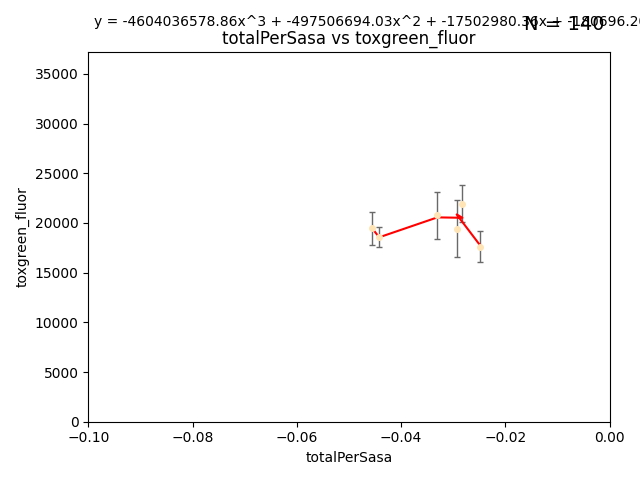 y = -4604036578.86x^3 + -497506694.03x^2 + -17502980.36x + -180696.20
N = 140
totalPerSasa vs toxgreen_fluor
35000
30000
25000
20000
15000
10000
5000
0
toxgreen_fluor
−0.10 −0.08 −0.06 −0.04 −0.02 0.00
totalPerSasa